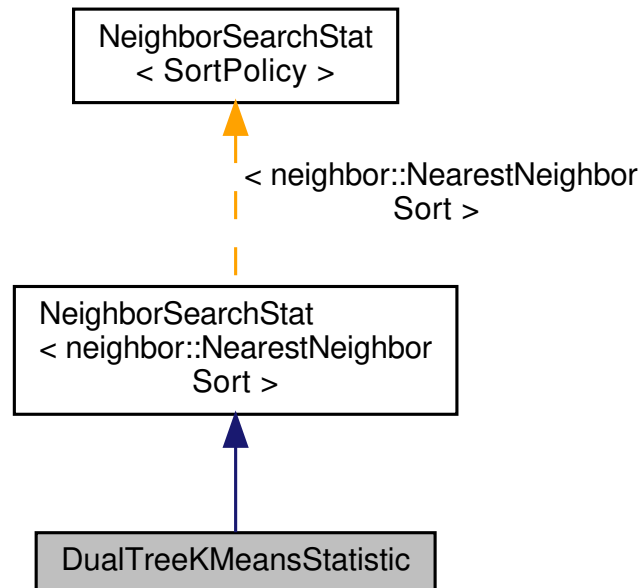 NeighborSearchStat
< SortPolicy >
< neighbor::NearestNeighbor
Sort >
NeighborSearchStat
< neighbor::NearestNeighbor
Sort >
DualTreeKMeansStatistic